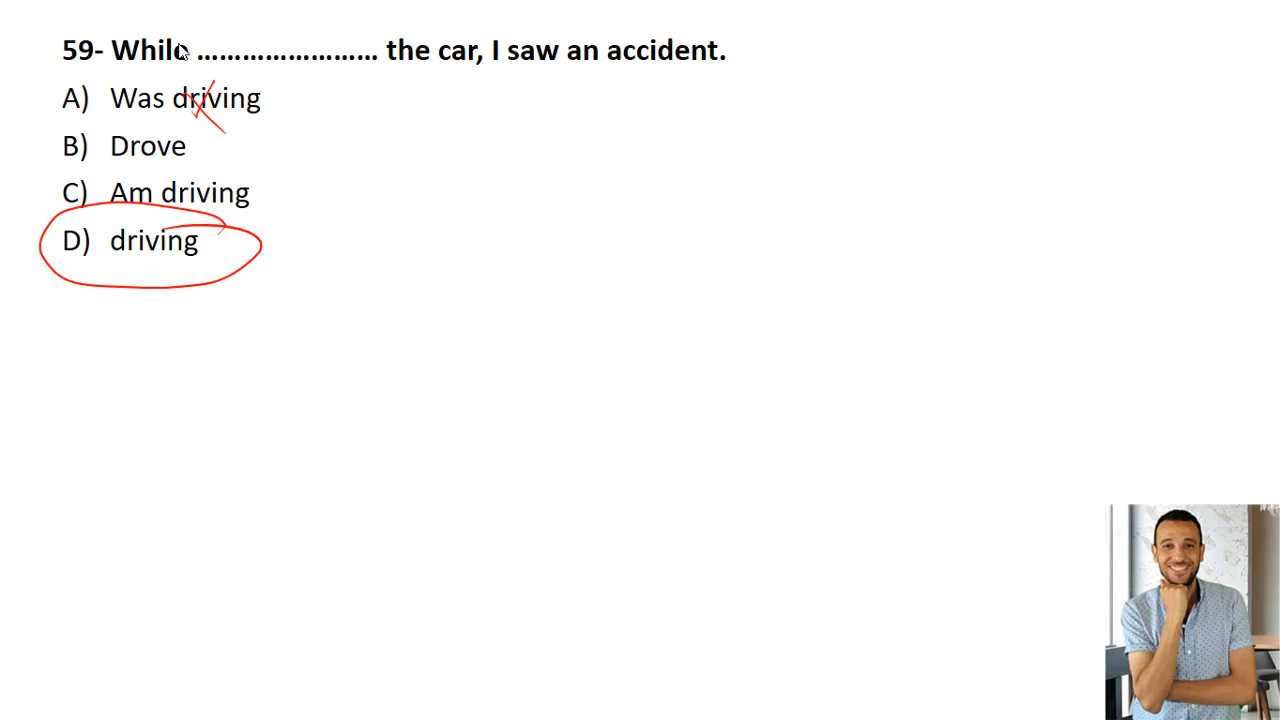 59- While ........................ the car, I saw an accident.
A) Was driving
B) Drove
C) Am driving
D) driving